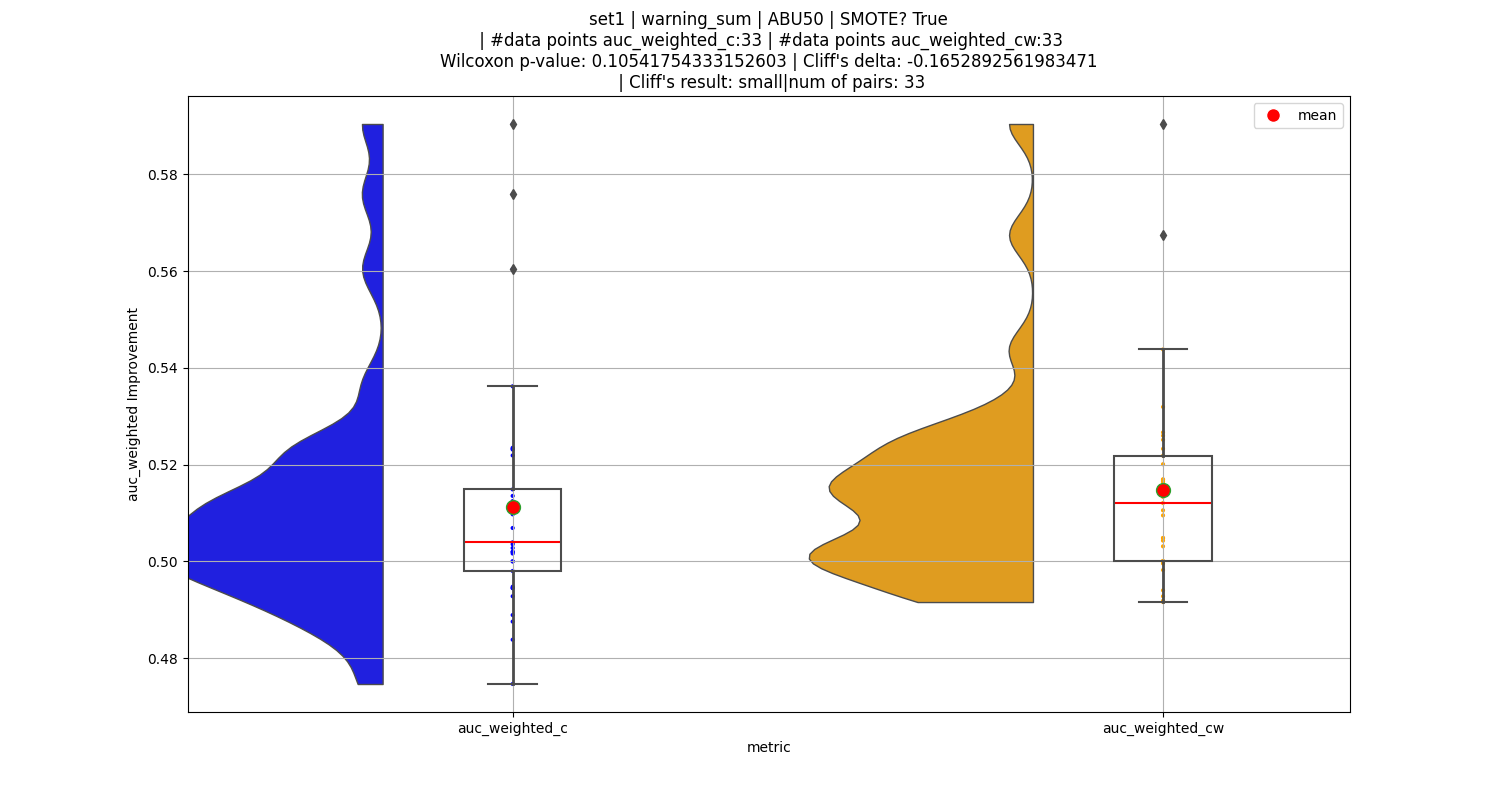 set1 | warning_sum | ABU50 | SMOTE? True
| #data points auc_weighted_c:33 | #data points auc_weighted_cw:33
Wilcoxon p-value: 0.10541754333152603 | Cliff's delta: -0.1652892561983471
| Cliff's result: small|num of pairs: 33
mean
0.58
0.56
0.54
0.52
0.50
0.48
auc_weighted Improvement
auc_weighted_c
auc_weighted_cw
metric